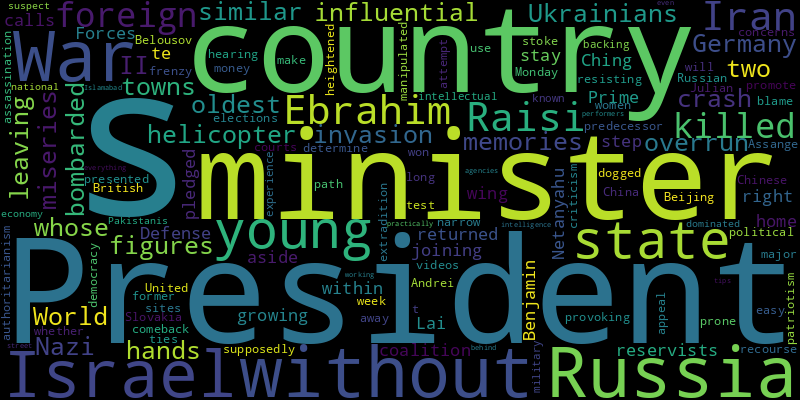 suspect
calls
foreign
similar
influential
Ukrainians
Iran
Forces
Belousov
Germany
War
II
te
hearing
money
make
country
stoke
stay
Monday
backing
Ching
resisting
concerns
will
two
assassination
frenzy
heightened
manipulated
attempt
use
Russian
Julian
promote
national
Islamabad
towns
oldest
Ebrahim
intellectual
known
women
Prime
crash
blame
leaving
miseries
bombarded
S
elections
Raisi
performers
predecessor
killed
helicopter
invasion
memories
step
overrun
Assange
courts
determine
minister
won
long
dogged
everything
presented
British
pledged
experience
path
test
agencies
wing
Netanyahu
criticism
China
Chinese
Beijing
right
economy
whose
Pakistanis
Defense
young
extradition
practically
narrow
intelligence
dominated
political
home
figures
returned
state
authoritarianism
democracy
aside
joining
videos
major
President
United
former
sites
within
working
week
Andrei
Benjamin
provoking
appeal
prone
easy
tips
patriotism
World
Slovakia
comeback
ties
growing
away
t
Lai
whether
recourse
street
Nazi
hands
supposedly
coalition
behind
military
reservists
even
Israel
without
Russia